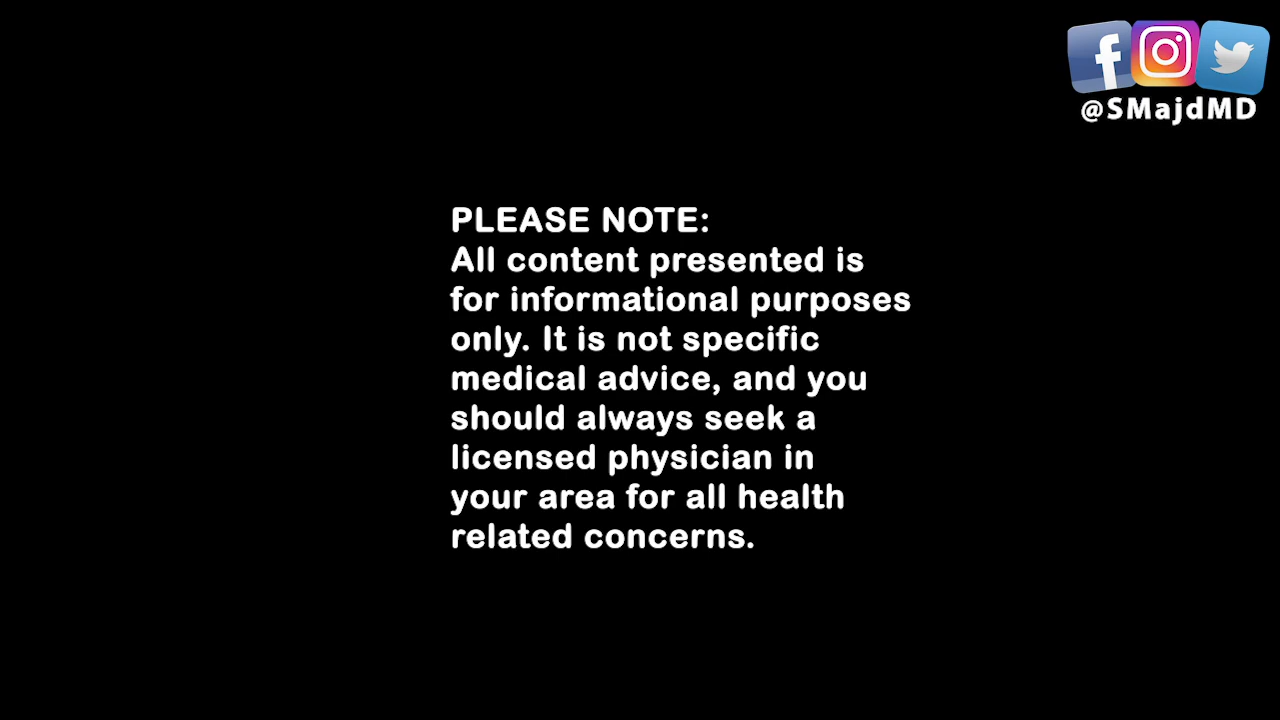 @SMajdMD
PLEASE NOTE:
All content presented is
for informational purposes
only. It is not specific
medical advice, and you
should always seek a
licensed physician in
your area for all health
related concerns.